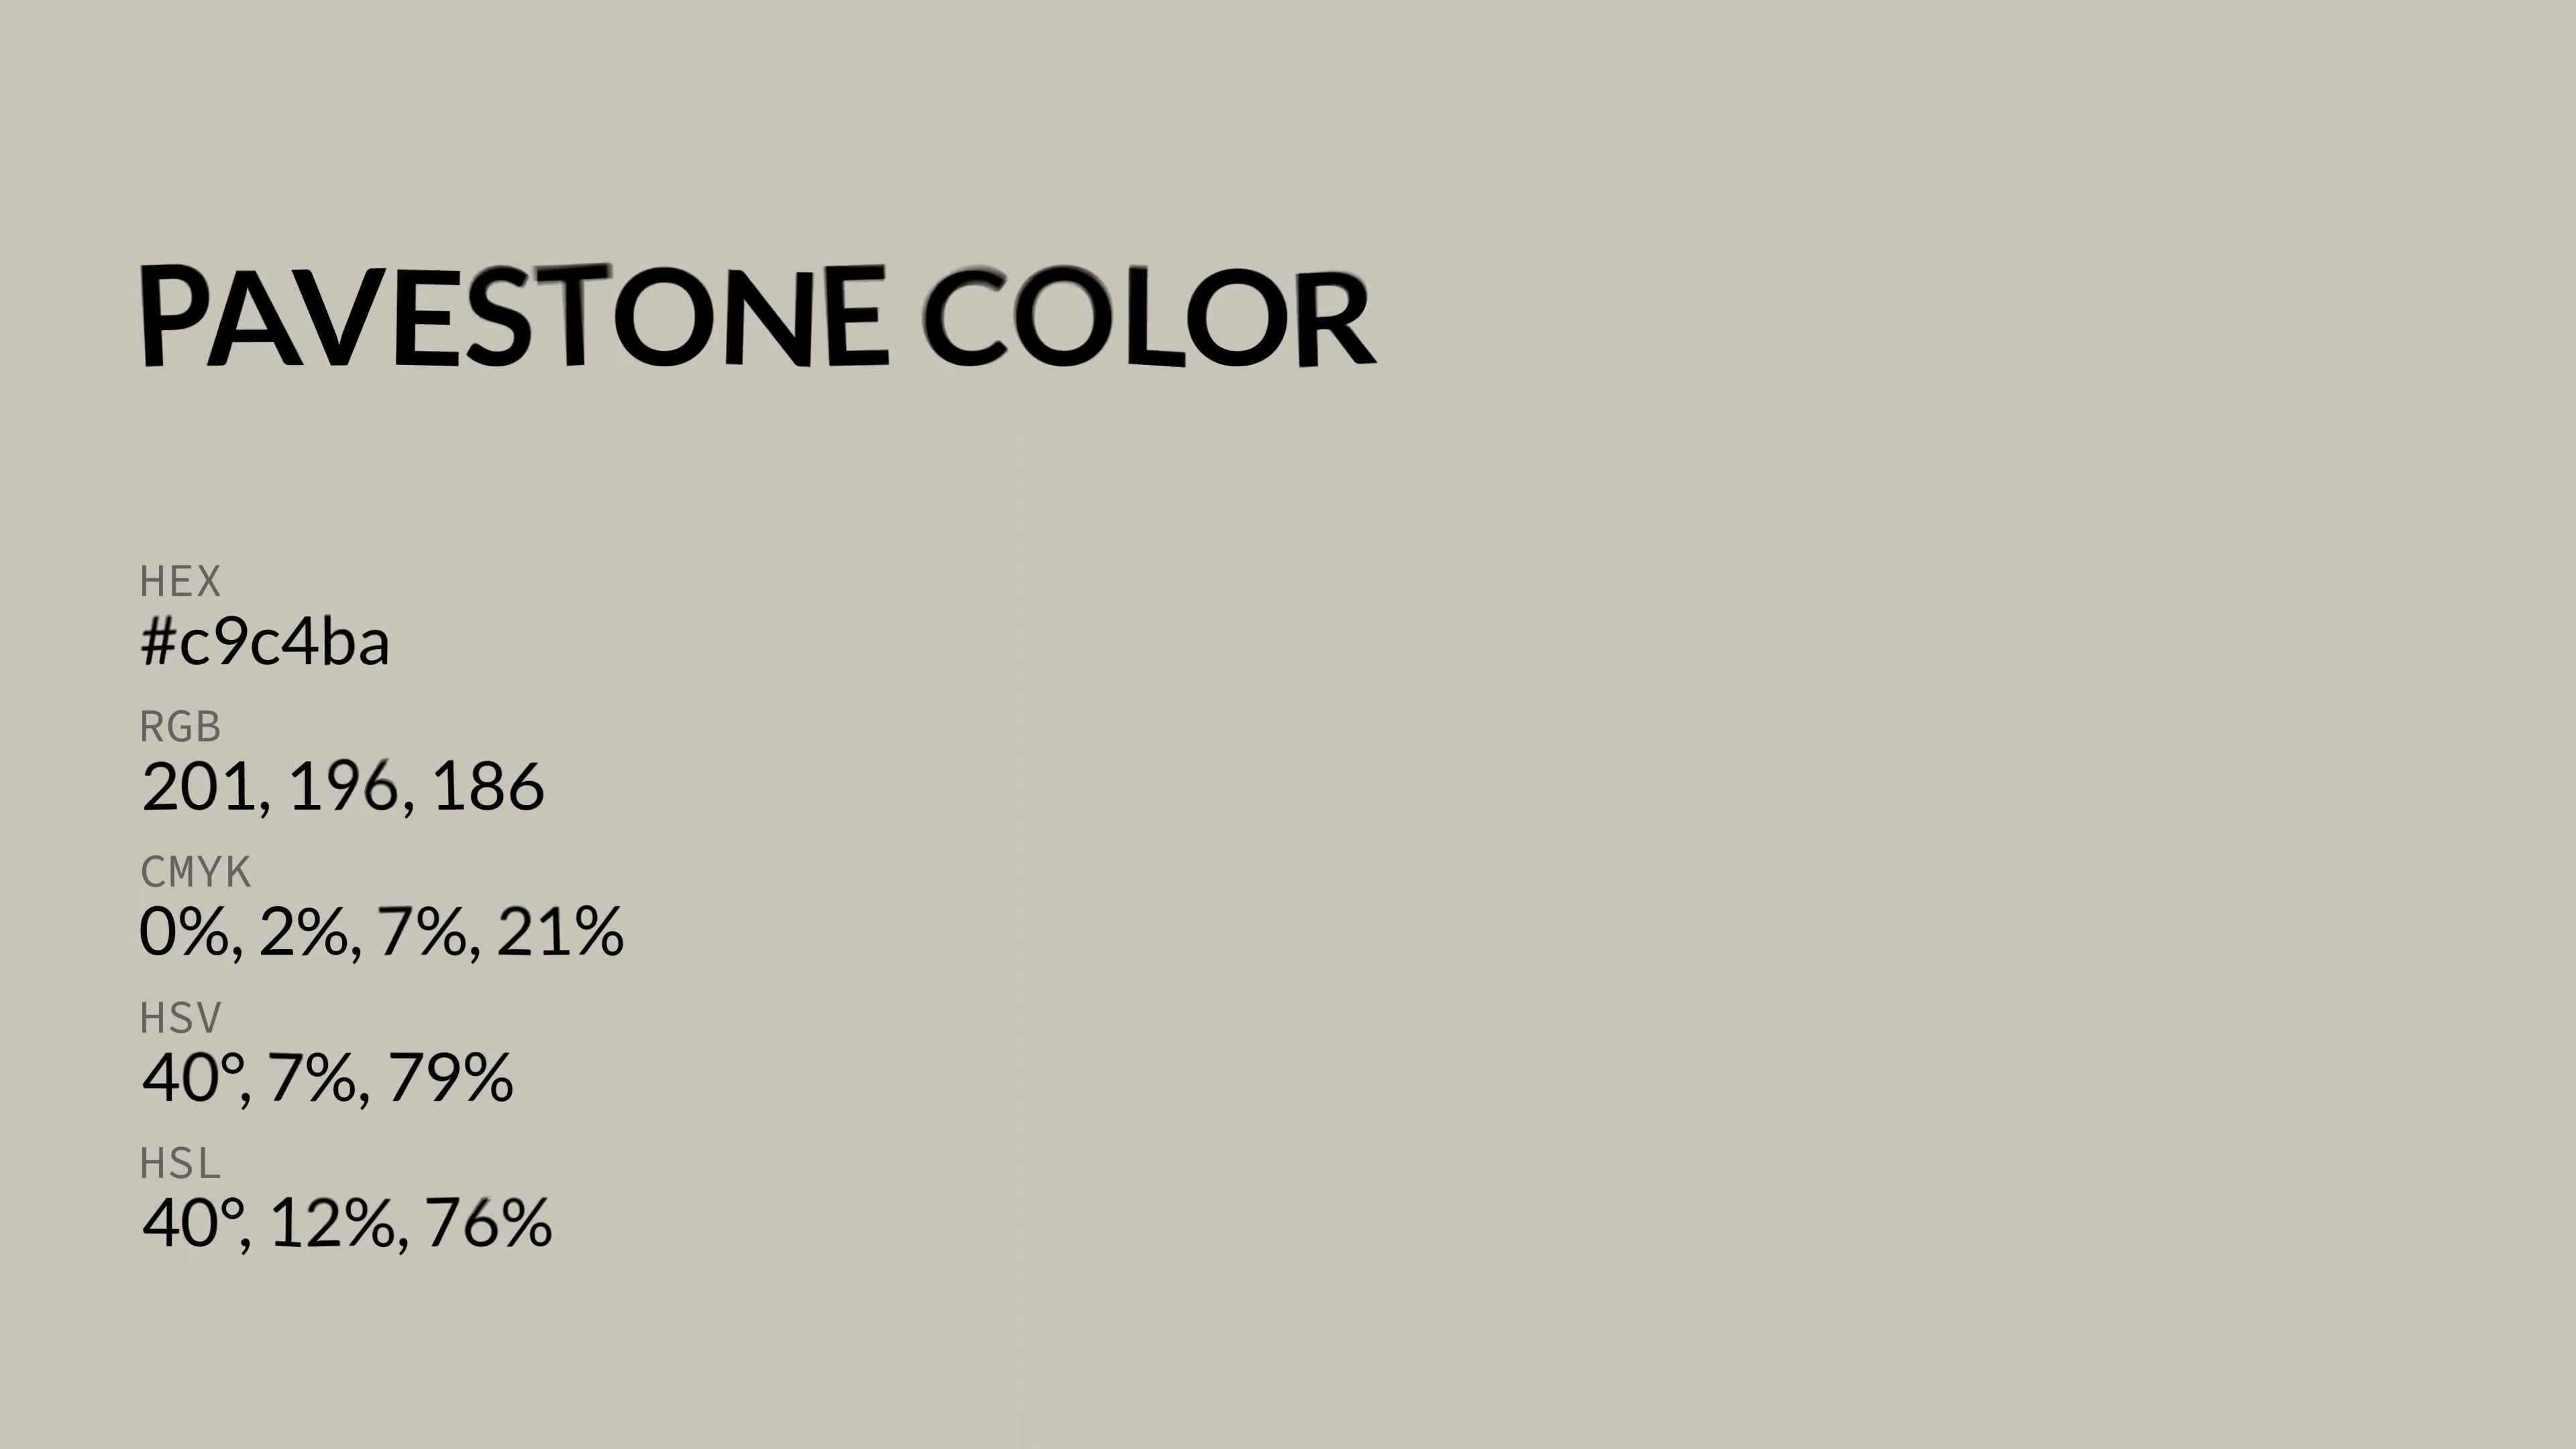 PAVESTONE COLOR
HEX
#c9c4ba
RGB
201, 196, 186
CMYK
0%, 2%, 7%, 21%
HSV
40°, 7%, 79%
HSL
40°, 12%, 76%